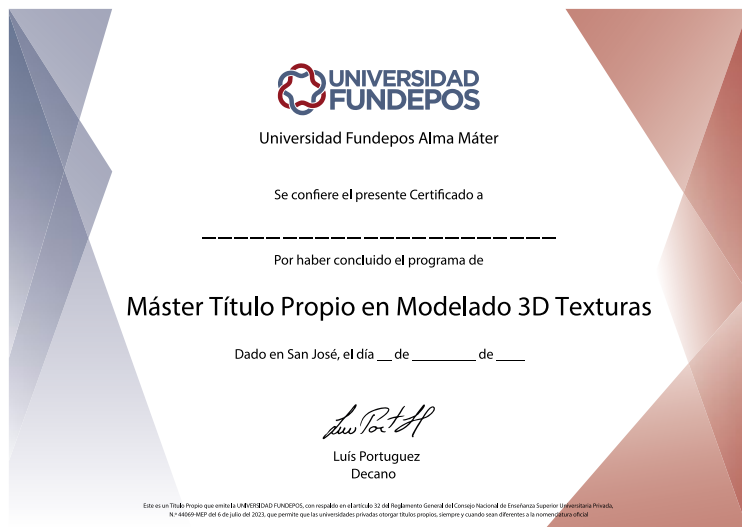 UNIVERSIDAD
FUNDEPOS
Universidad Fundepos Alma Máter
Se confiere el presente Certificado a
Por haber concluido el programa de
Máster Título Propio en Modelado 3D Texturas
Dado en San José, el día __ de ________ de ____
Luís Portuguez
Decano
Este es un Título Propio que emite la UNIVERSIDAD FUNDEPOS, con respaldo en el artículo 32 del Reglamento General del Consejo Nacional de Enseñanza Superior Universitaria Privada,
N.º 44069-MEP del 6 de julio del 2023, que permite que las universidades privadas otorgar títulos propios, siempre y cuando sean diferentes a la nomenclatura oficial